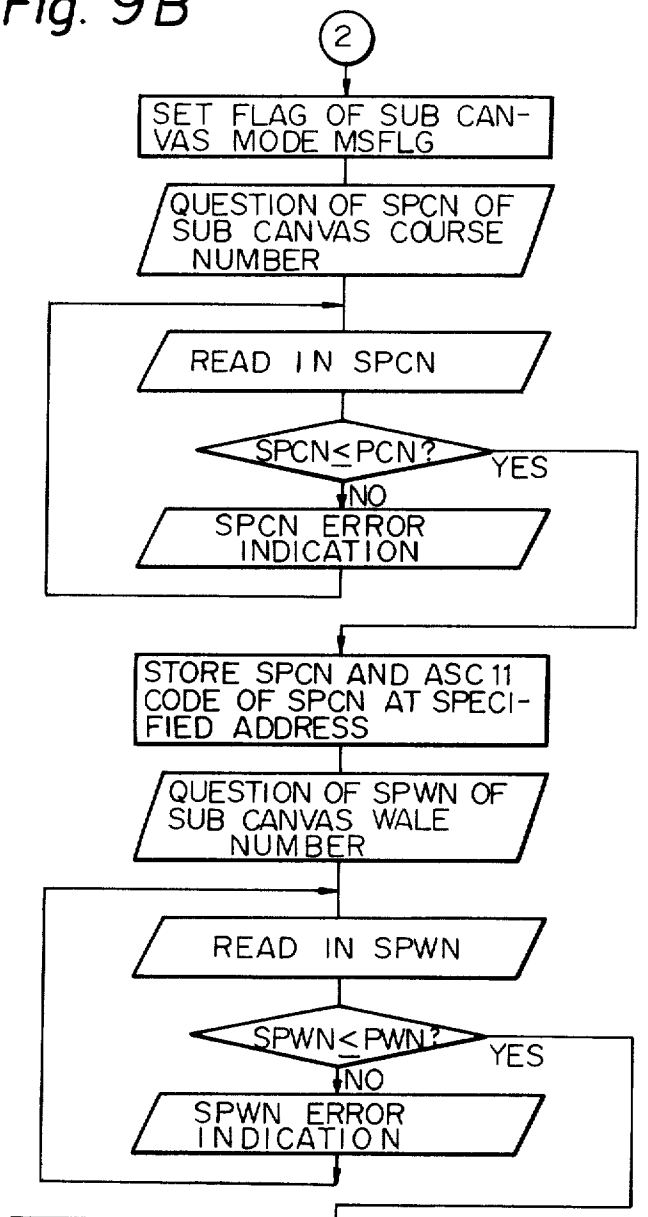 Fig. 9B
2
SET FLAG OF SUB CAN-
VAS MODE MSFLG
QUESTION OF SPCN OF
SUB CANVAS COURSE
NUMBER
READ IN SPCN
SPCN≤PCN?
YES
NO
SPCN ERROR
INDICATION
STORE SPCN AND ASC11
CODE OF SPCN AT SPECI-
FIED ADDRESS
QUESTION OF SPWN OF
SUB CANVAS WALE
NUMBER
READ IN SPWN
SPWN≤PWN?
YES
NO
SPWN ERROR
INDICATION